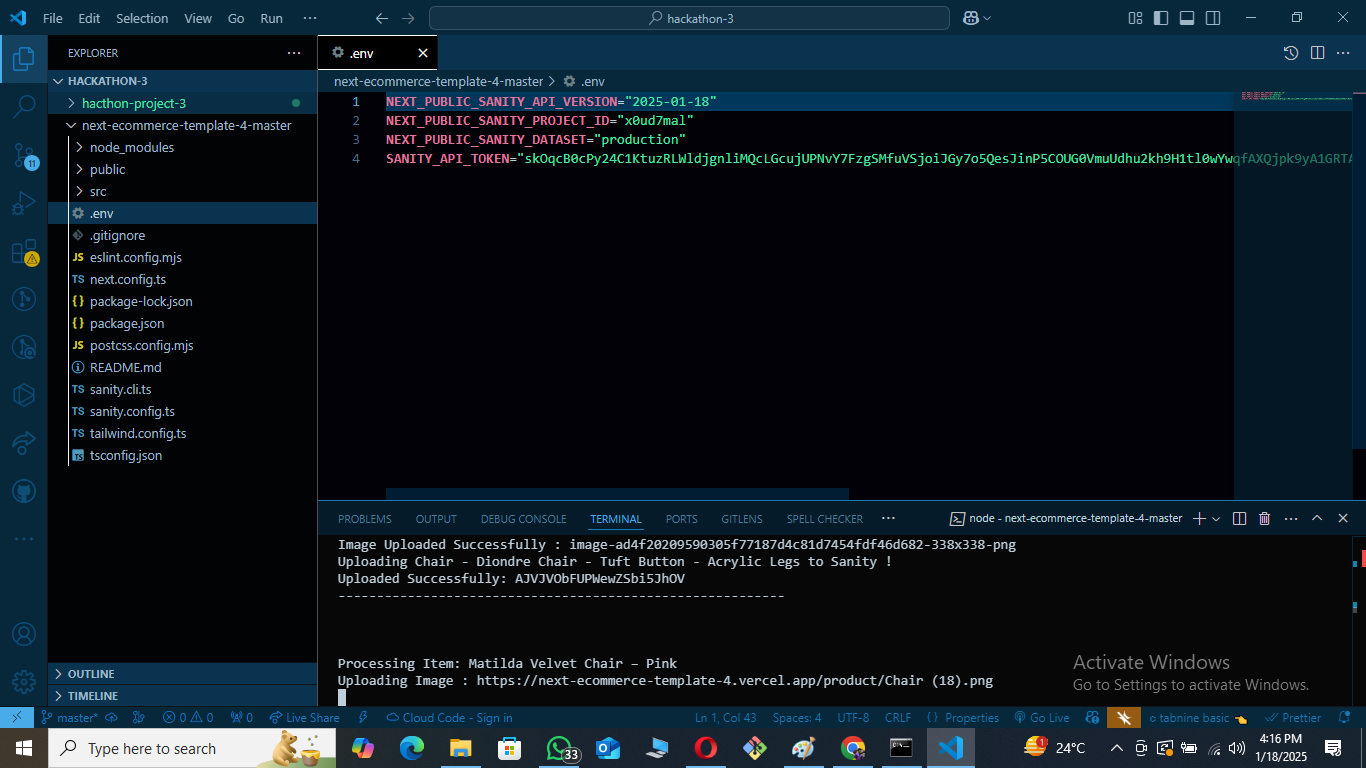 File Edit Selection View Go Run ··· hackathon-3
EXPLORER ···
.env
HACKATHON-3
next-ecommerce-template-4-master > .env
hacthon-project-3
next-ecommerce-template-4-master
node_modules
public
src
.env
.gitignore
JS eslint.config.mjs
TS next.config.ts
{} package-lock.json
{} package.json
JS postcss.config.mjs
README.md
TS sanity.cli.ts
TS sanity.config.ts
TS tailwind.config.ts
TS tsconfig.json
OUTLINE
TIMELINE
11
1 NEXT_PUBLIC_SANITY_API_VERSION="2025-01-18"
2 NEXT_PUBLIC_SANITY_PROJECT_ID="x0ud7mal"
3 NEXT_PUBLIC_SANITY_DATASET="production"
4 SANITY_API_TOKEN=
PROBLEMS OUTPUT DEBUG CONSOLE TERMINAL PORTS GITLENS SPELL CHECKER ··· node - next-ecommerce-template-4-master
Image Uploaded Successfully : image-ad4f20209590305f77187d4c81d7454fdf46d682-338x338-png
Uploading Chair - Diondre Chair - Tuft Button - Acrylic Legs to Sanity !
Uploaded Successfully: AJVJVObFUPWewZSbi5JhOV
----------------------------------------------------------
Processing Item: Matilda Velvet Chair – Pink
Uploading Image : https://next-ecommerce-template-4.vercel.app/product/Chair (18).png
Activate Windows
Go to Settings to activate Windows.
master* 0 0 0 Live Share Cloud Code - Sign in Ln 1, Col 43 Spaces: 4 UTF-8 CRLF {} Properties Go Live tabnine basic Prettier
Type here to search 33 1 24°C 4:16 PM
1/18/2025